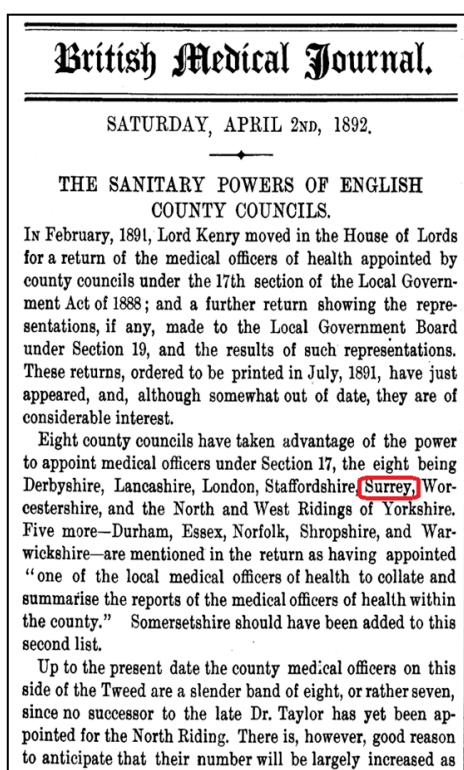 British Medical Journal.
SATURDAY, APRIL 2ND, 1892.
THE SANITARY POWERS OF ENGLISH
COUNTY COUNCILS.
IN February, 1891, Lord Kenry moved in the House of Lords
for a return of the medical officers of health appointed by
county councils under the 17th section of the Local Govern-
ment Act of 1888; and a further return showing the repre-
sentations, if any, made to the Local Government Board
under Section 19, and the results of such representations.
These returns, ordered to be printed in July, 1891, have just
appeared, and, although somewhat out of date, they are of
considerable interest.
Eight county councils have taken advantage of the power
to appoint medical officers under Section 17, the eight being
Derbyshire, Lancashire, London, Staffordshire, Surrey, Wor-
cestershire, and the North and West Ridings of Yorkshire.
Five more—Durham, Essex, Norfolk, Shropshire, and War-
wickshire—are mentioned in the return as having appointed
"one of the local medical officers of health to collate and
summarise the reports of the medical officers of health within
the county." Somersetshire should have been added to this
second list.
Up to the present date the county medical officers on this
side of the Tweed are a slender band of eight, or rather seven,
since no successor to the late Dr. Taylor has yet been ap-
pointed for the North Riding. There is, however, good reason
to anticipate that their number will be largely increased as